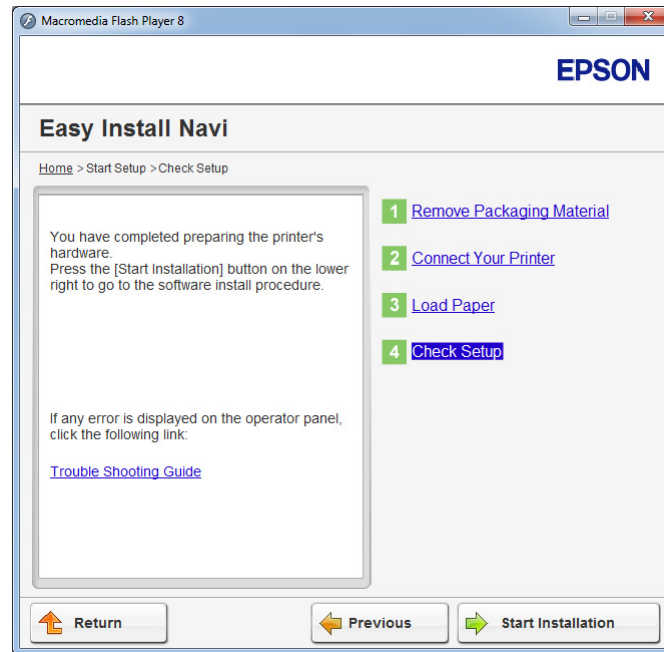 Macromedia Flash Player 8
EPSON
Easy Install Navi
Home > Start Setup >Check Setup
You have completed preparing the printer's
hardware.
Press the [Start Installation] button on the lower
right to go to the software install procedure.
If any error is displayed on the operator panel,
click the following link:
Trouble Shooting Guide
1 Remove Packaging Material
2 Connect Your Printer
3 Load Paper
4 Check Setup
Return
Previous
Start Installation